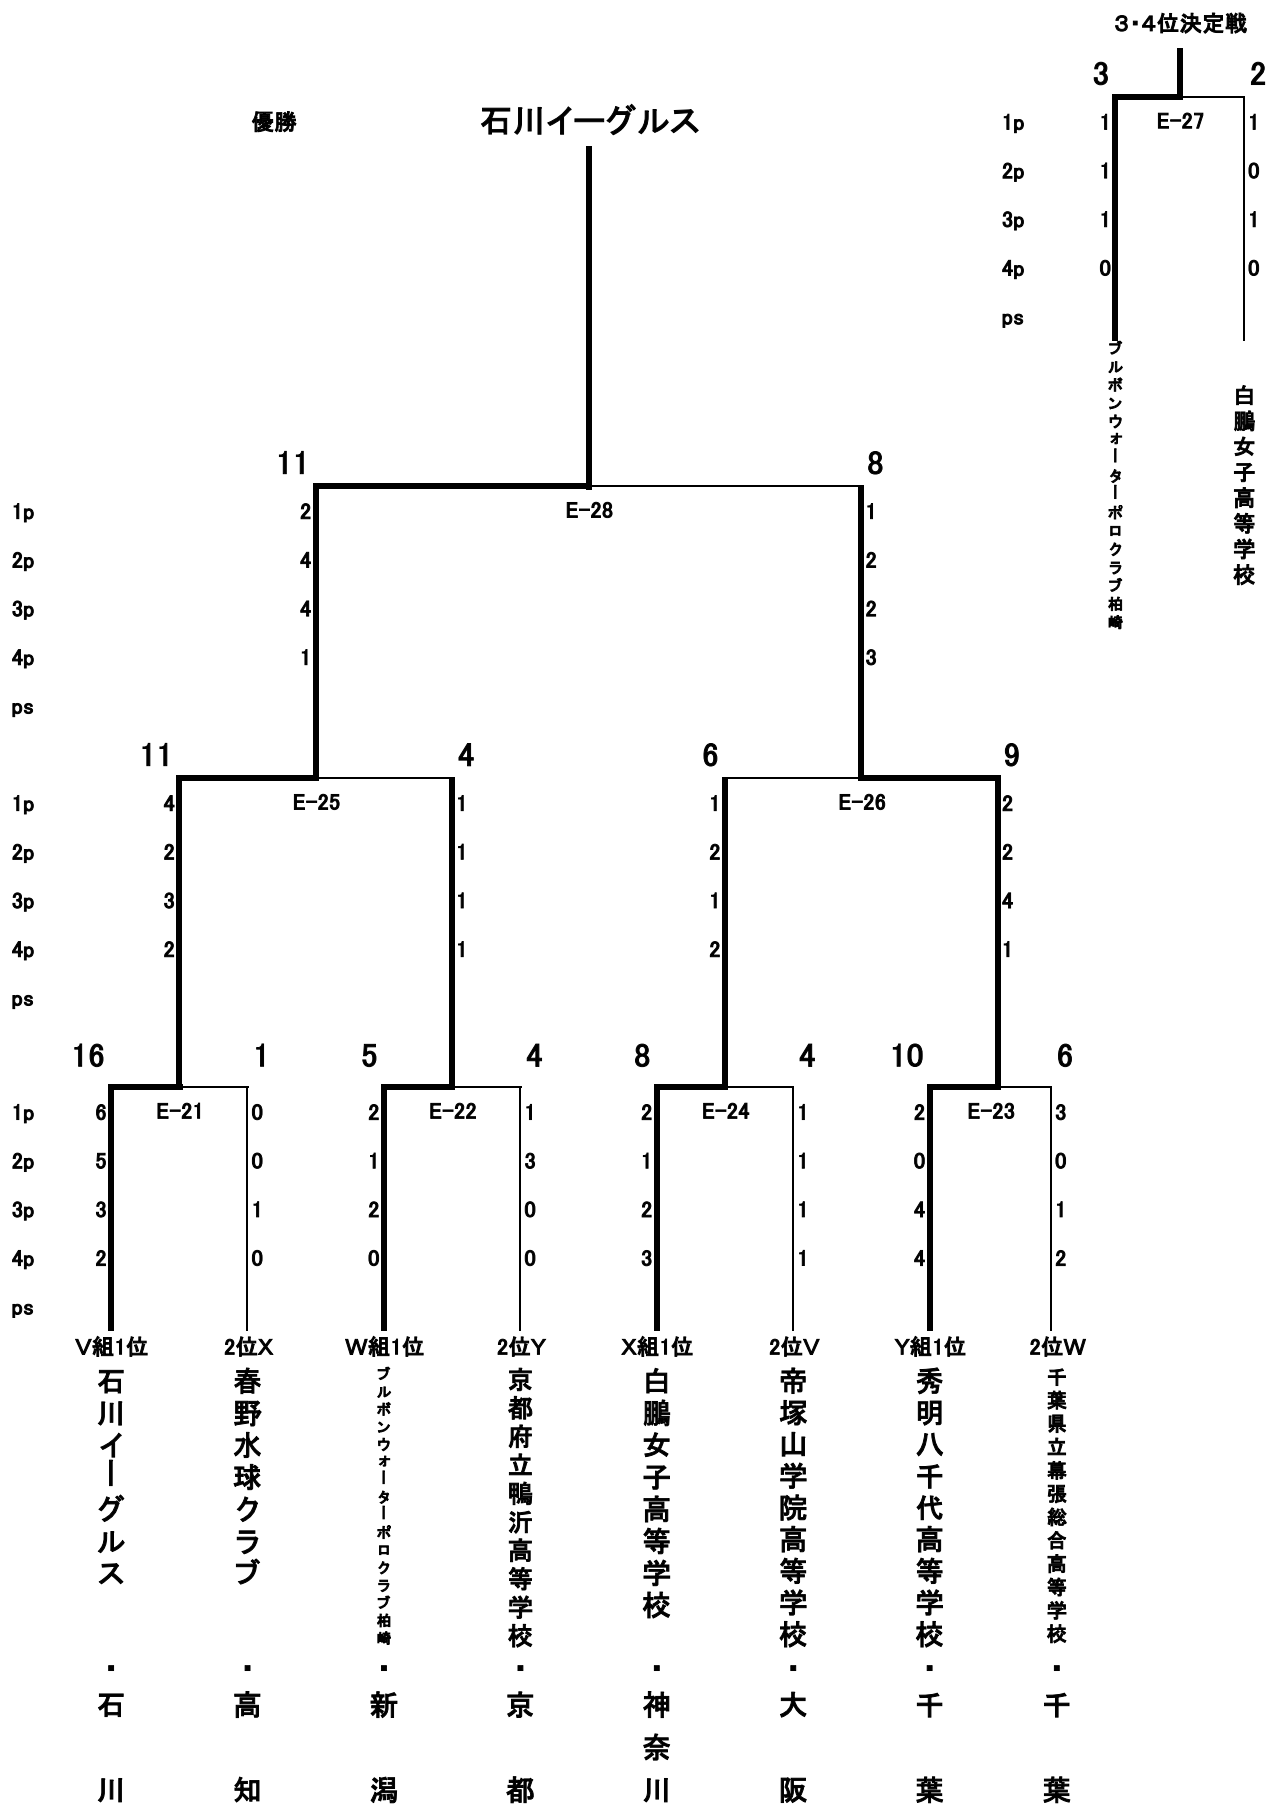 3・4位決定戦
3 2
優勝 石川イーグルス
1p 1 E-27 1
2p 1 0
3p 1 1
4p 0 0
ps
ブルボンウォーターポロクラブ柏崎
白鵬女子高等学校
11 8
1p 2 E-28 1
2p 4 2
3p 4 2
4p 1 3
ps
11 4 6 9
1p 4 E-25 1 1 E-26 2
2p 2 1 2 2
3p 3 1 1 4
4p 2 1 2 1
ps
16 1 5 4 8 4 10 6
1p 6 E-21 0 2 E-22 1 2 E-24 1 2 E-23 3
2p 5 0 1 3 1 1 0 0
3p 3 1 2 0 2 1 4 1
4p 2 0 0 0 3 1 4 2
ps
V組1位 2位X W組1位 2位Y X組1位 2位V Y組1位 2位W
石川イーグルス・石川
春野水球クラブ・高知
ブルボンウォーターポロクラブ柏崎・新潟
京都府立鴨沂高等学校・京都
白鵬女子高等学校・神奈川
帝塚山学院高等学校・大阪
秀明八千代高等学校・千葉
千葉県立幕張総合高等学校・千葉